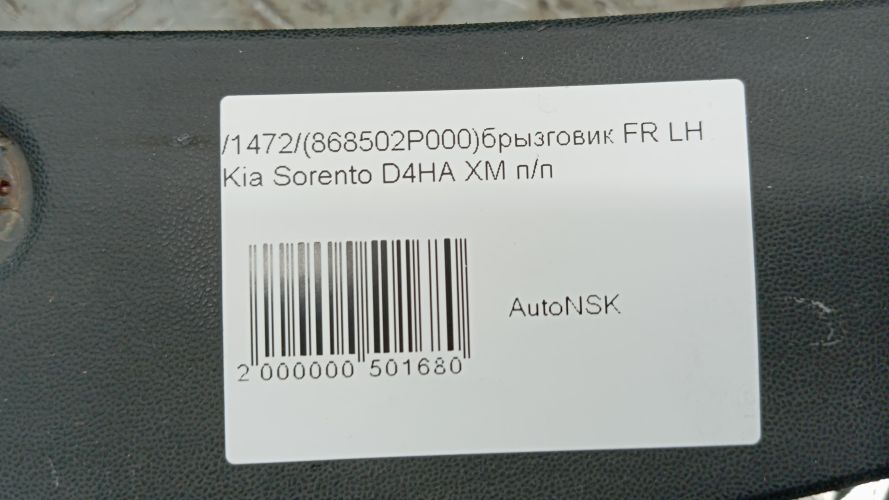 /1472/(868502P000)брызговик FR LH
Kia Sorento D4HA XM п/п
AutoNSK
2 000000 501680